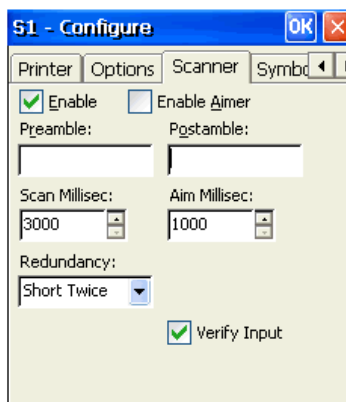 S1 - Configure OK
Printer Options Scanner
Enable Enable Aimer
Preamble: Postamble:
Scan Millisec: Aim Millisec:
3000 1000
Redundancy:
Short Twice
Verify Input